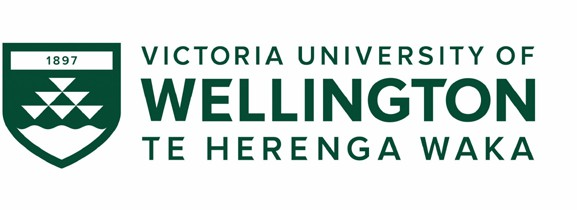 1897
VICTORIA UNIVERSITY OF
WELLINGTON
TE HERENGA WAKA